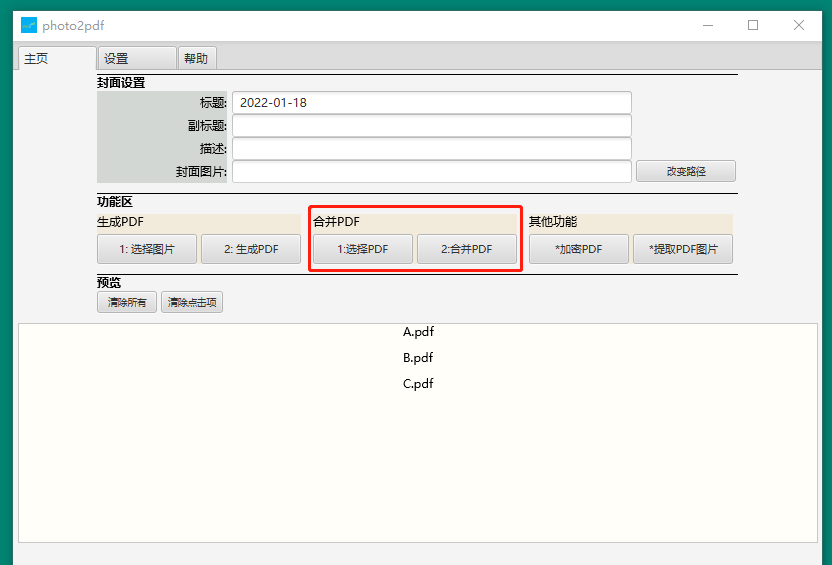 photo2pdf
主页 设置 帮助
封面设置
标题: 2022-01-18
副标题:
描述:
封面图片: 改变路径
功能区
生成PDF 合并PDF 其他功能
1: 选择图片 2: 生成PDF 1:选择PDF 2:合并PDF *加密PDF *提取PDF图片
预览
清除所有 清除点击项
A.pdf
B.pdf
C.pdf